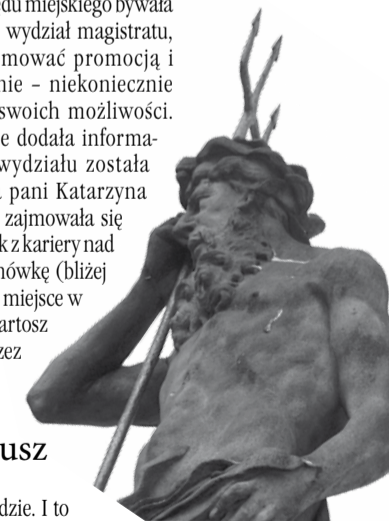 ędu miejskiego bywała
wydział magistratu,
mować promocją i
nie – niekoniecznie
swoich możliwości.
e dodała informa-
wydziału została
pani Katarzyna
zajmowała się
k z kariery nad
nówkę (bliżej
miejsce w
artosz
zez
usz
dzie. I to